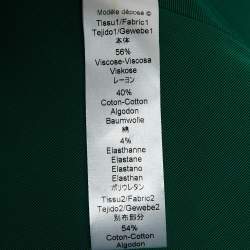 Modèle déposé ©
Tissu1/Fabric1
Tejido1/Gewebe1
本体
56%
Viscose-Viscosa
Viskose
レーヨン
40%
Coton-Cotton
Algodon
Baumwolle
綿
4%
Elasthanne
Elastane
Elastano
Elasthan
ポリウレタン
Tissu2/Fabric2
Tejido2/Gewebe2
別布部分
54%
Coton-Cotton
Algodon